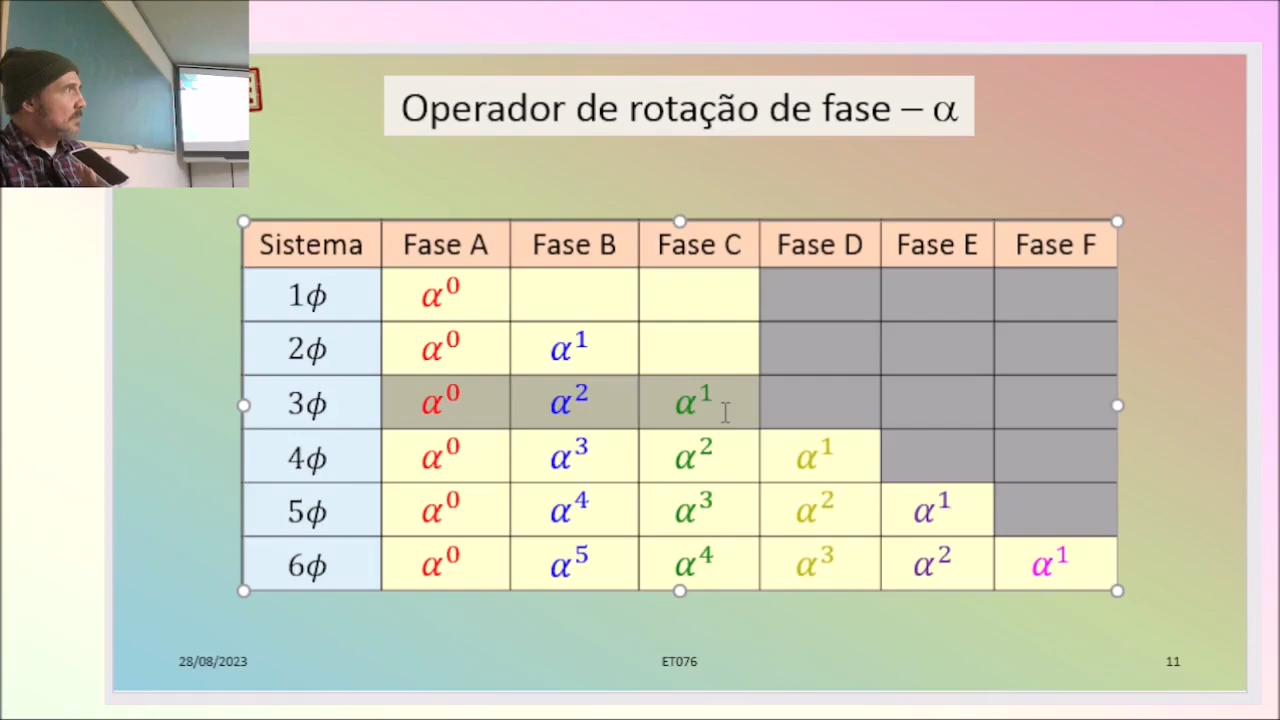 Operador de rotação de fase – α
Sistema Fase A Fase B Fase C Fase D Fase E Fase F
1ϕ α⁰
2ϕ α⁰ α¹
3ϕ α⁰ α² α¹
4ϕ α⁰ α³ α² α¹
5ϕ α⁰ α⁴ α³ α² α¹
6ϕ α⁰ α⁵ α⁴ α³ α² α¹
28/08/2023 ET076 11